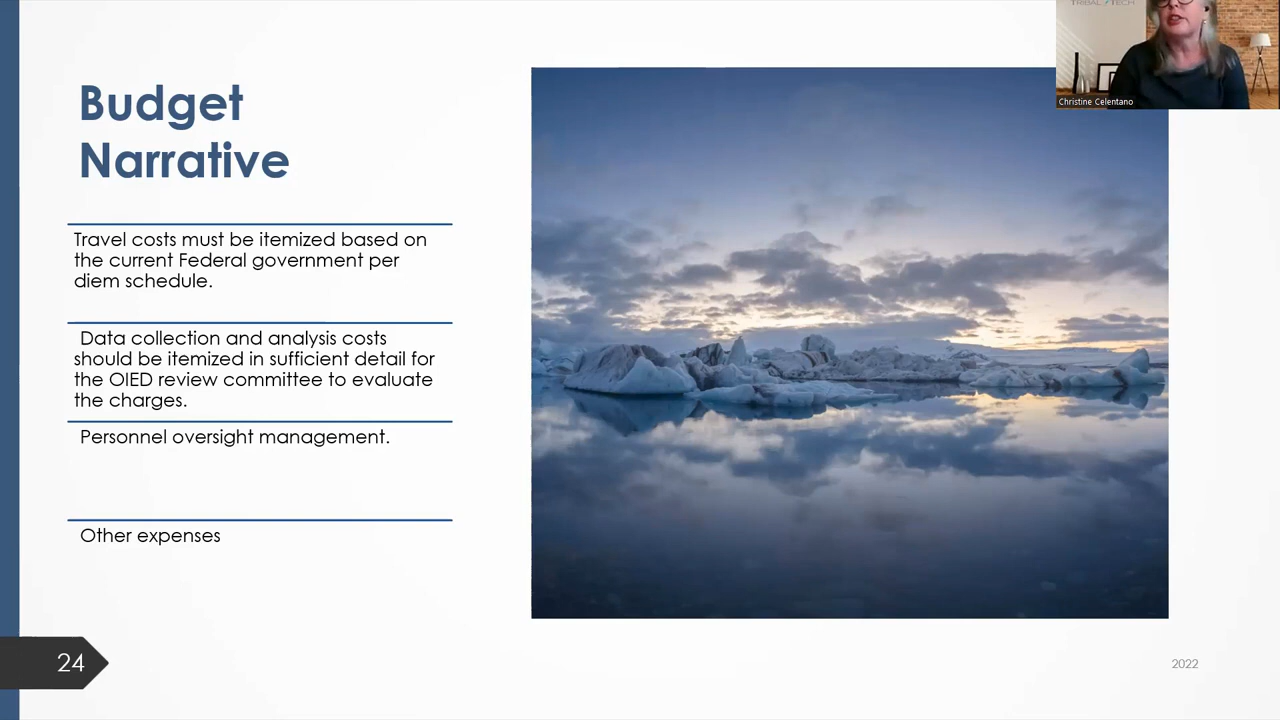 TRIBAL TECH
Christine Celentano
Budget
Narrative
Travel costs must be itemized based on
the current Federal government per
diem schedule.
Data collection and analysis costs
should be itemized in sufficient detail for
the OIED review committee to evaluate
the charges.
Personnel oversight management.
Other expenses
24
2022